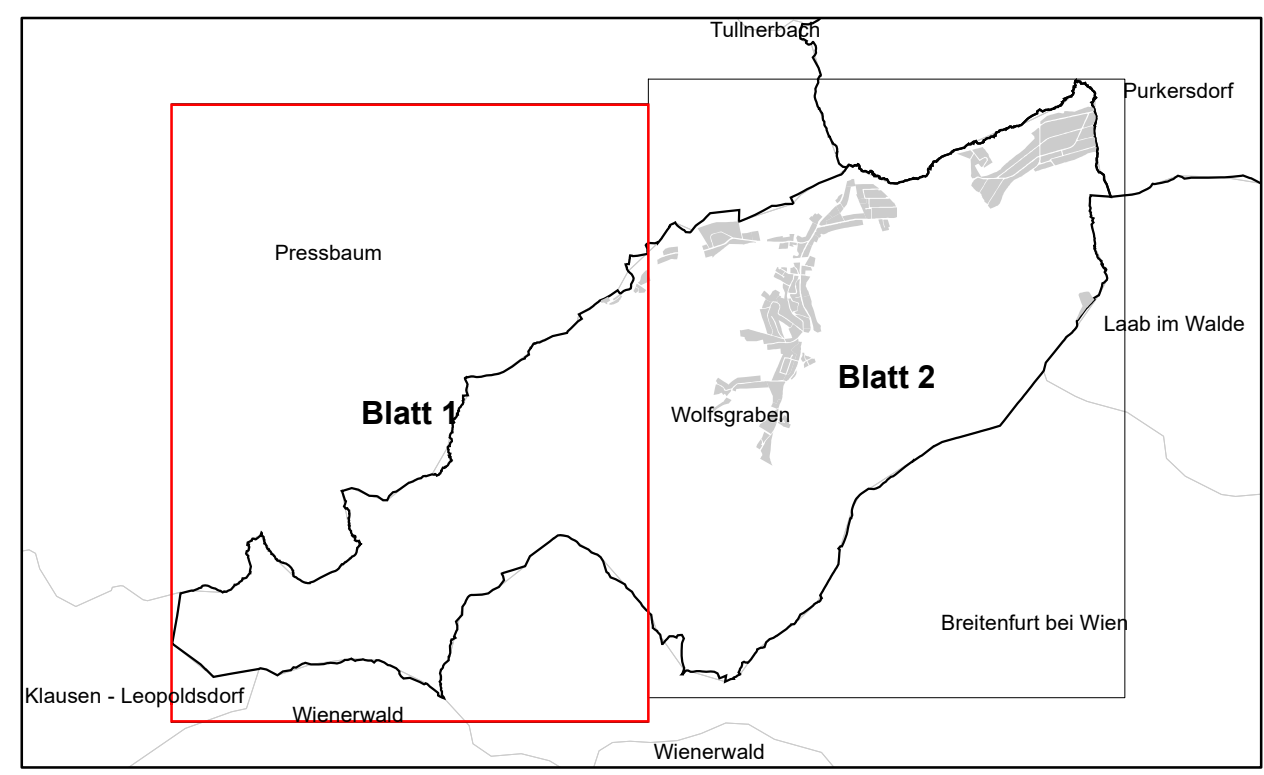 Tullnerbach
Purkersdorf
Pressbaum
Laab im Walde
Blatt 2
Blatt 1
Wolfsgraben
Breitenfurt bei Wien
Klausen - Leopoldsdorf
Wienerwald
Wienerwald